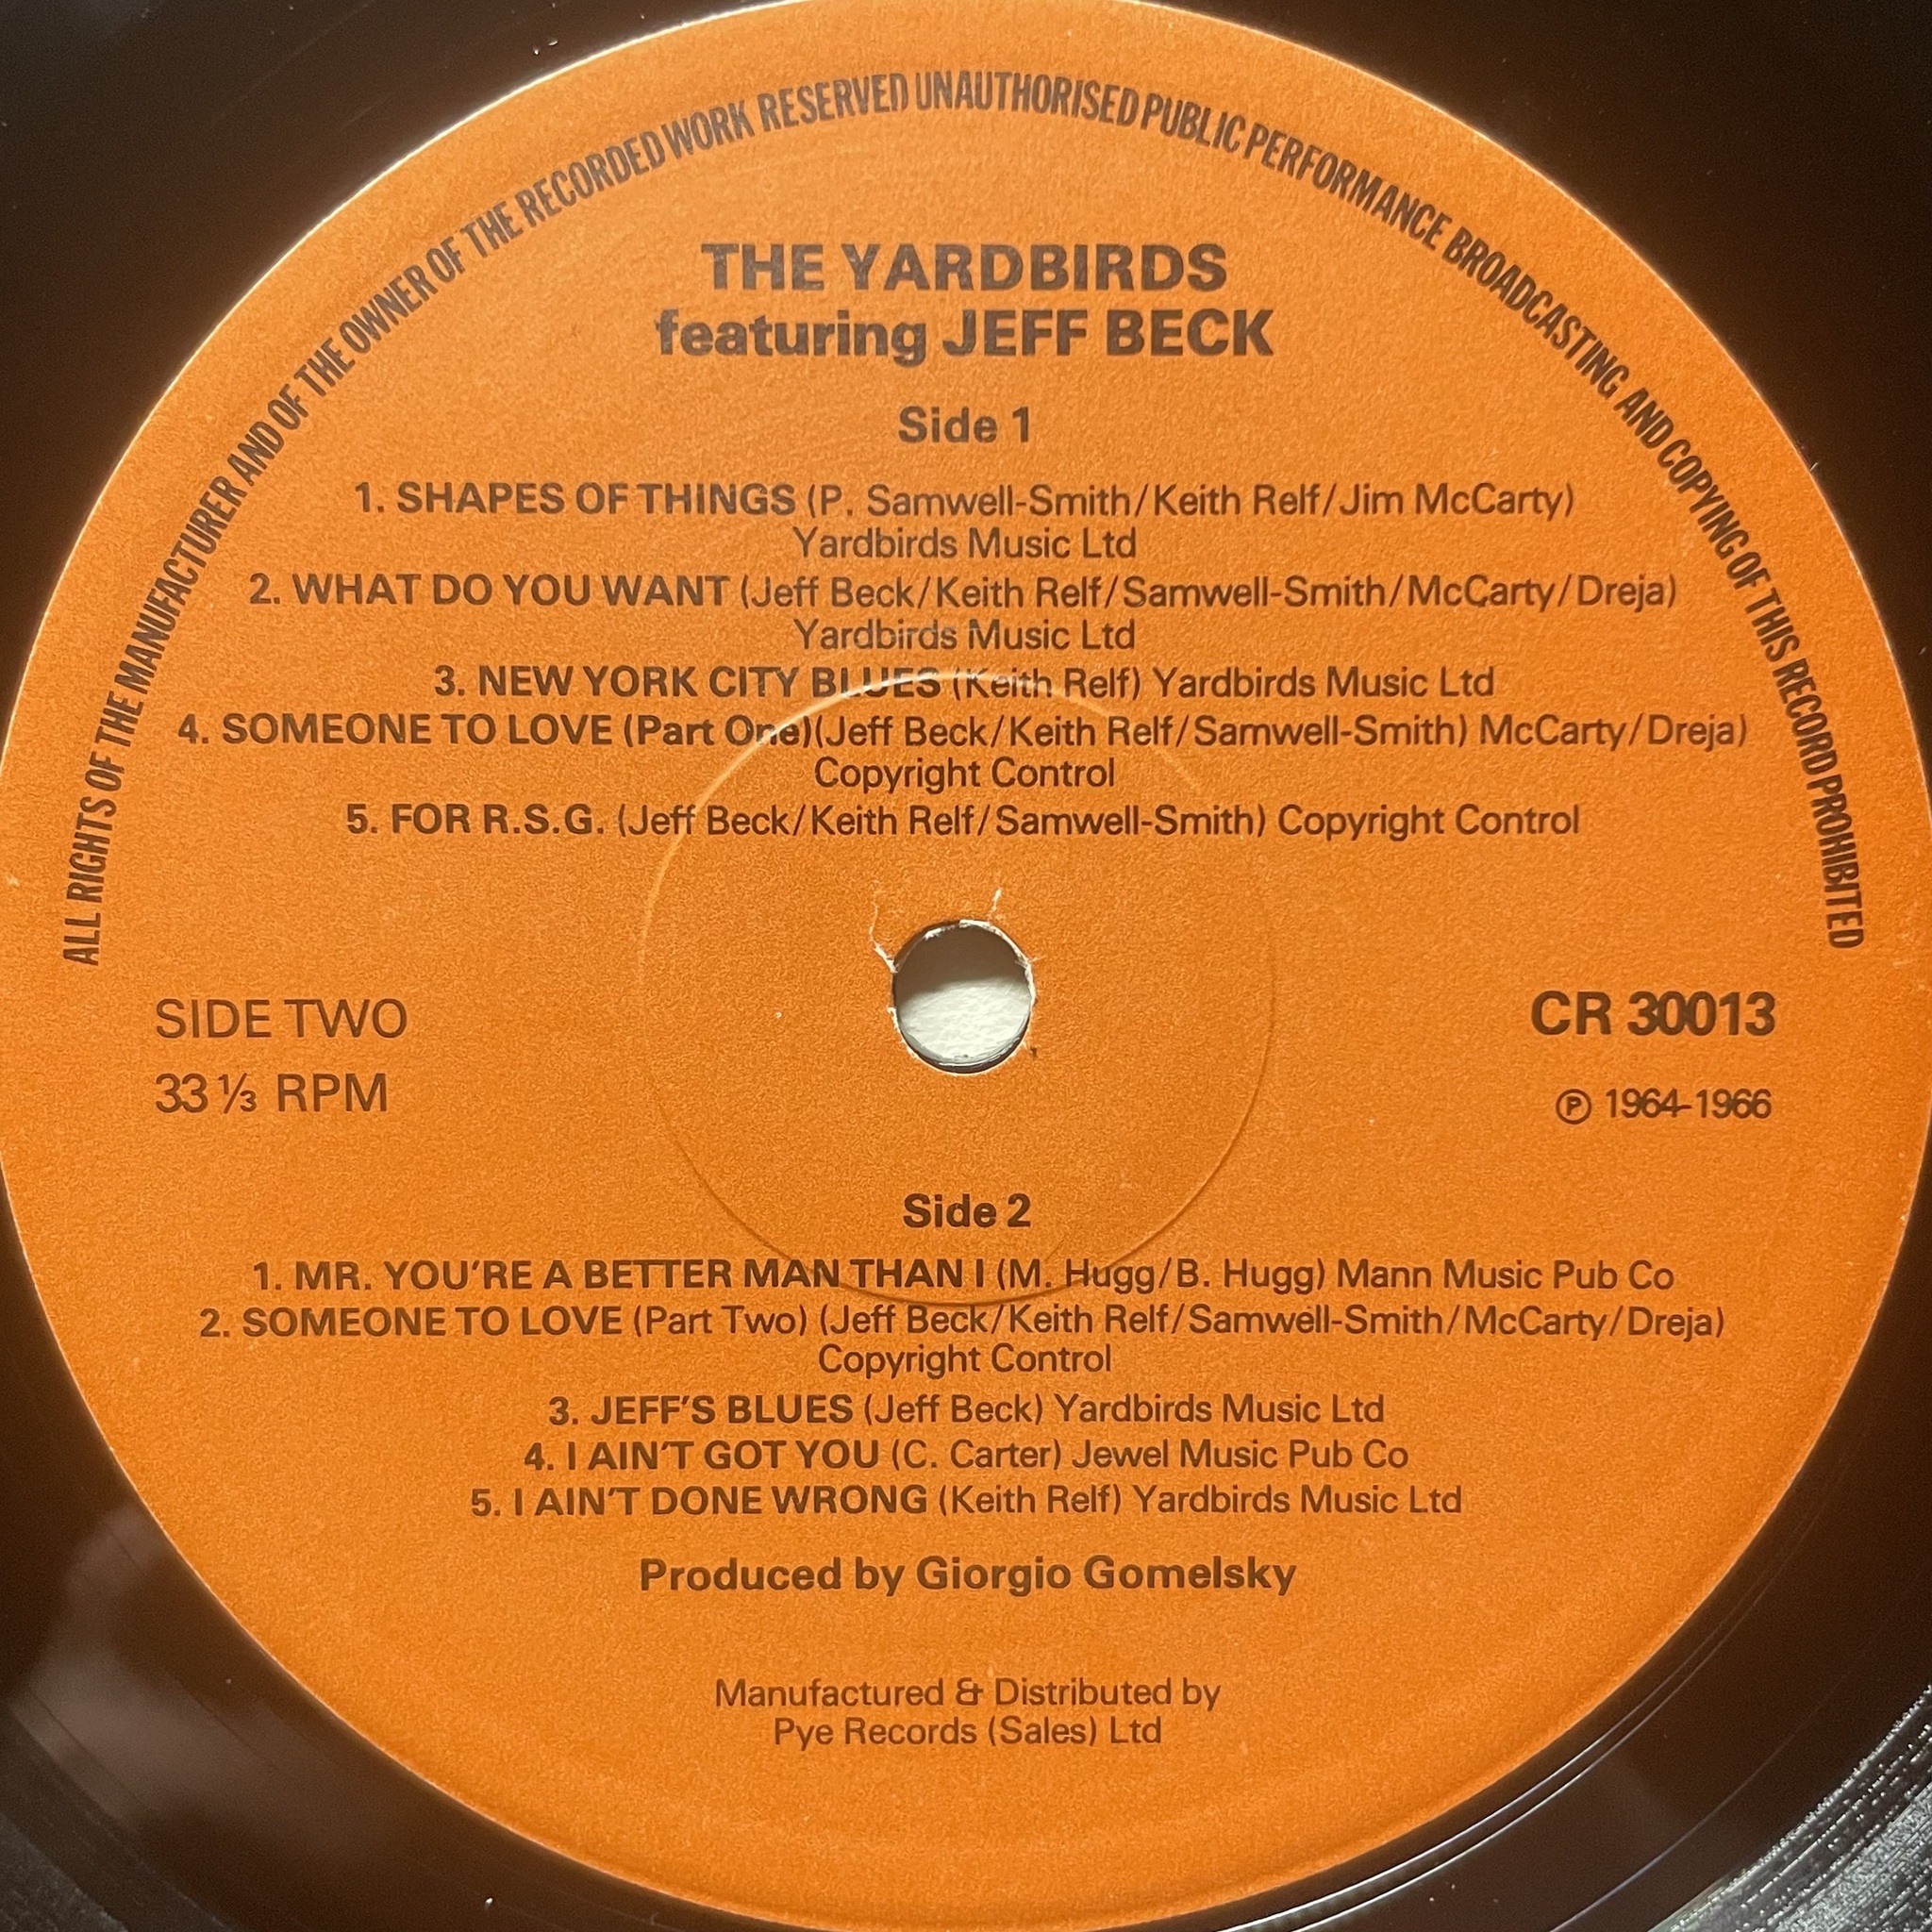 ALL RIGHTS OF THE MANUFACTURER AND OF THE OWNER OF THE RECORDED WORK RESERVED UNAUTHORISED PUBLIC PERFORMANCE BROADCASTING AND COPYING OF THIS RECORD PROHIBITED
THE YARDBIRDS
featuring JEFF BECK
Side 1
1. SHAPES OF THINGS (P. Samwell-Smith/Keith Relf/Jim McCarty)
Yardbirds Music Ltd
2. WHAT DO YOU WANT (Jeff Beck/Keith Relf/Samwell-Smith/McCarty/Dreja)
Yardbirds Music Ltd
3. NEW YORK CITY BLUES (Keith Relf) Yardbirds Music Ltd
4. SOMEONE TO LOVE (Part One)(Jeff Beck/Keith Relf/Samwell-Smith) McCarty/Dreja)
Copyright Control
5. FOR R.S.G. (Jeff Beck/Keith Relf/Samwell-Smith) Copyright Control
SIDE TWO
33 ⅓ RPM
CR 30013
℗ 1964-1966
Side 2
1. MR. YOU'RE A BETTER MAN THAN I (M. Hugg/B. Hugg) Mann Music Pub Co
2. SOMEONE TO LOVE (Part Two) (Jeff Beck/Keith Relf/Samwell-Smith/McCarty/Dreja)
Copyright Control
3. JEFF'S BLUES (Jeff Beck) Yardbirds Music Ltd
4. I AIN'T GOT YOU (C. Carter) Jewel Music Pub Co
5. I AIN'T DONE WRONG (Keith Relf) Yardbirds Music Ltd
Produced by Giorgio Gomelsky
Manufactured & Distributed by
Pye Records (Sales) Ltd